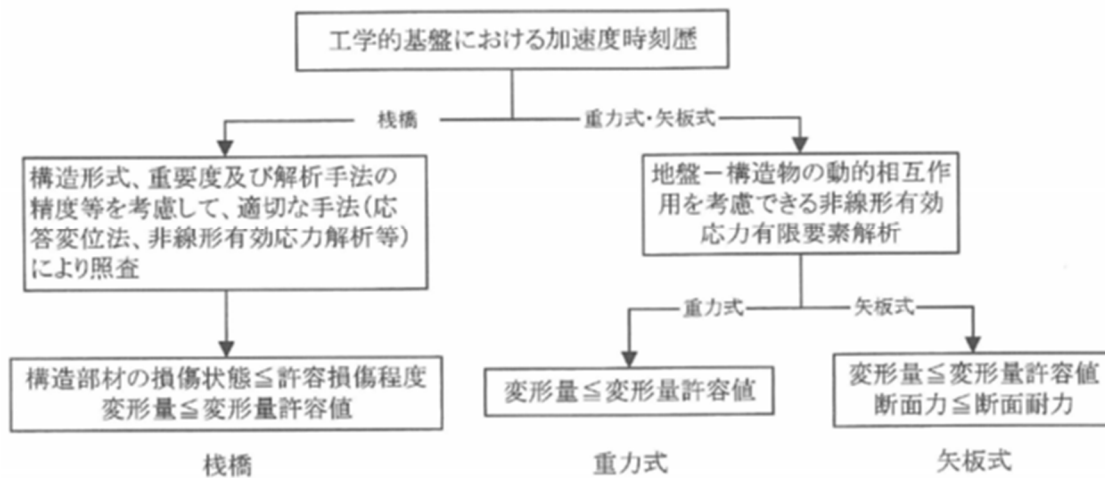 工学的基盤における加速度時刻歴
桟橋
重力式・矢板式
構造形式、重要度及び解析手法の
精度等を考慮して、適切な手法(応
答変位法、非線形有効応力解析等)
により照査
地盤－構造物の動的相互作
用を考慮できる非線形有効
応力有限要素解析
重力式
矢板式
構造部材の損傷状態≦許容損傷程度
変形量≦変形量許容値
変形量≦変形量許容値
変形量≦変形量許容値
断面力≦断面耐力
桟橋
重力式
矢板式